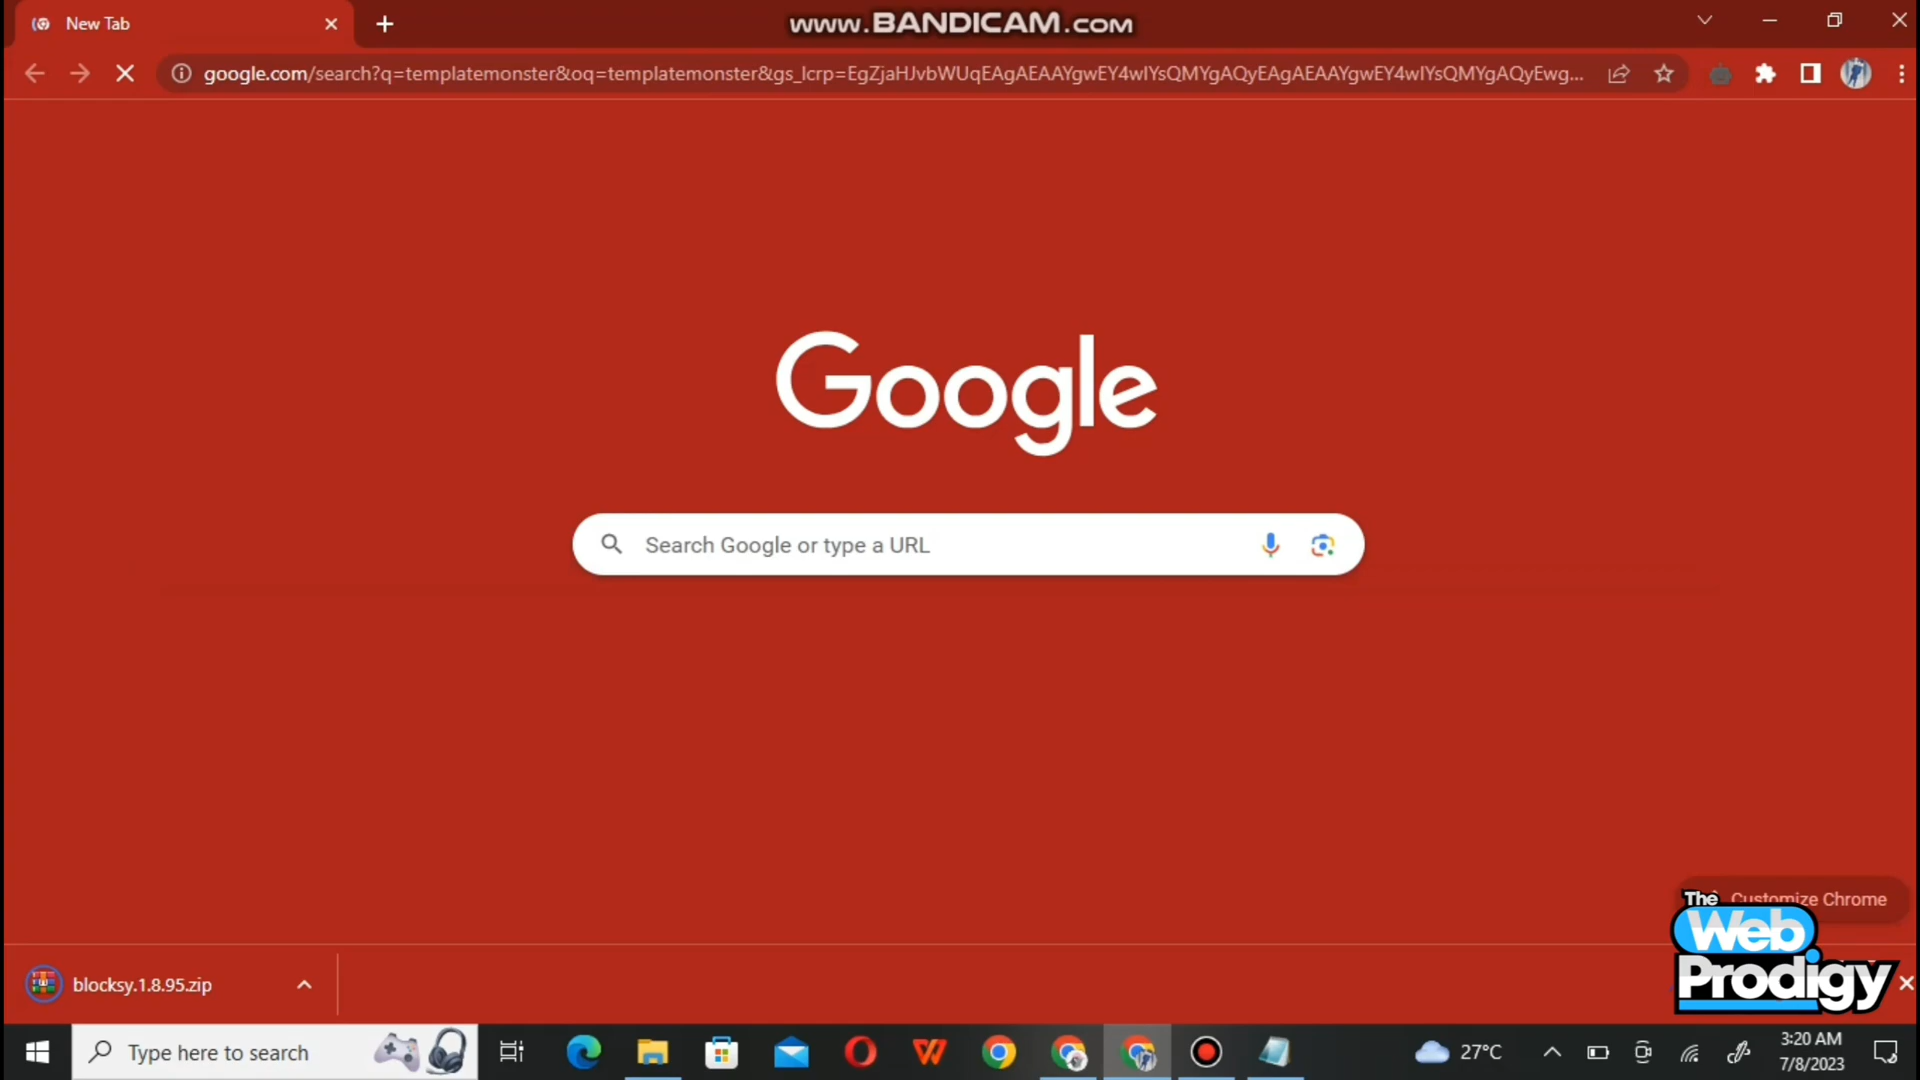 New Tab
www.BANDICAM.com
google.com/search?q=templatemonster&oq=templatemonster&gs_lcrp=EgZjaHJvbWUqEAgAEAAYgwEY4wIYsQMYgAQyEAgAEAAYgwEY4wIYsQMYgAQyEwg...
Google
Search Google or type a URL
Customize Chrome
The
Web
Prodigy
blocksy.1.8.95.zip
Type here to search
27°C
3:20 AM
7/8/2023